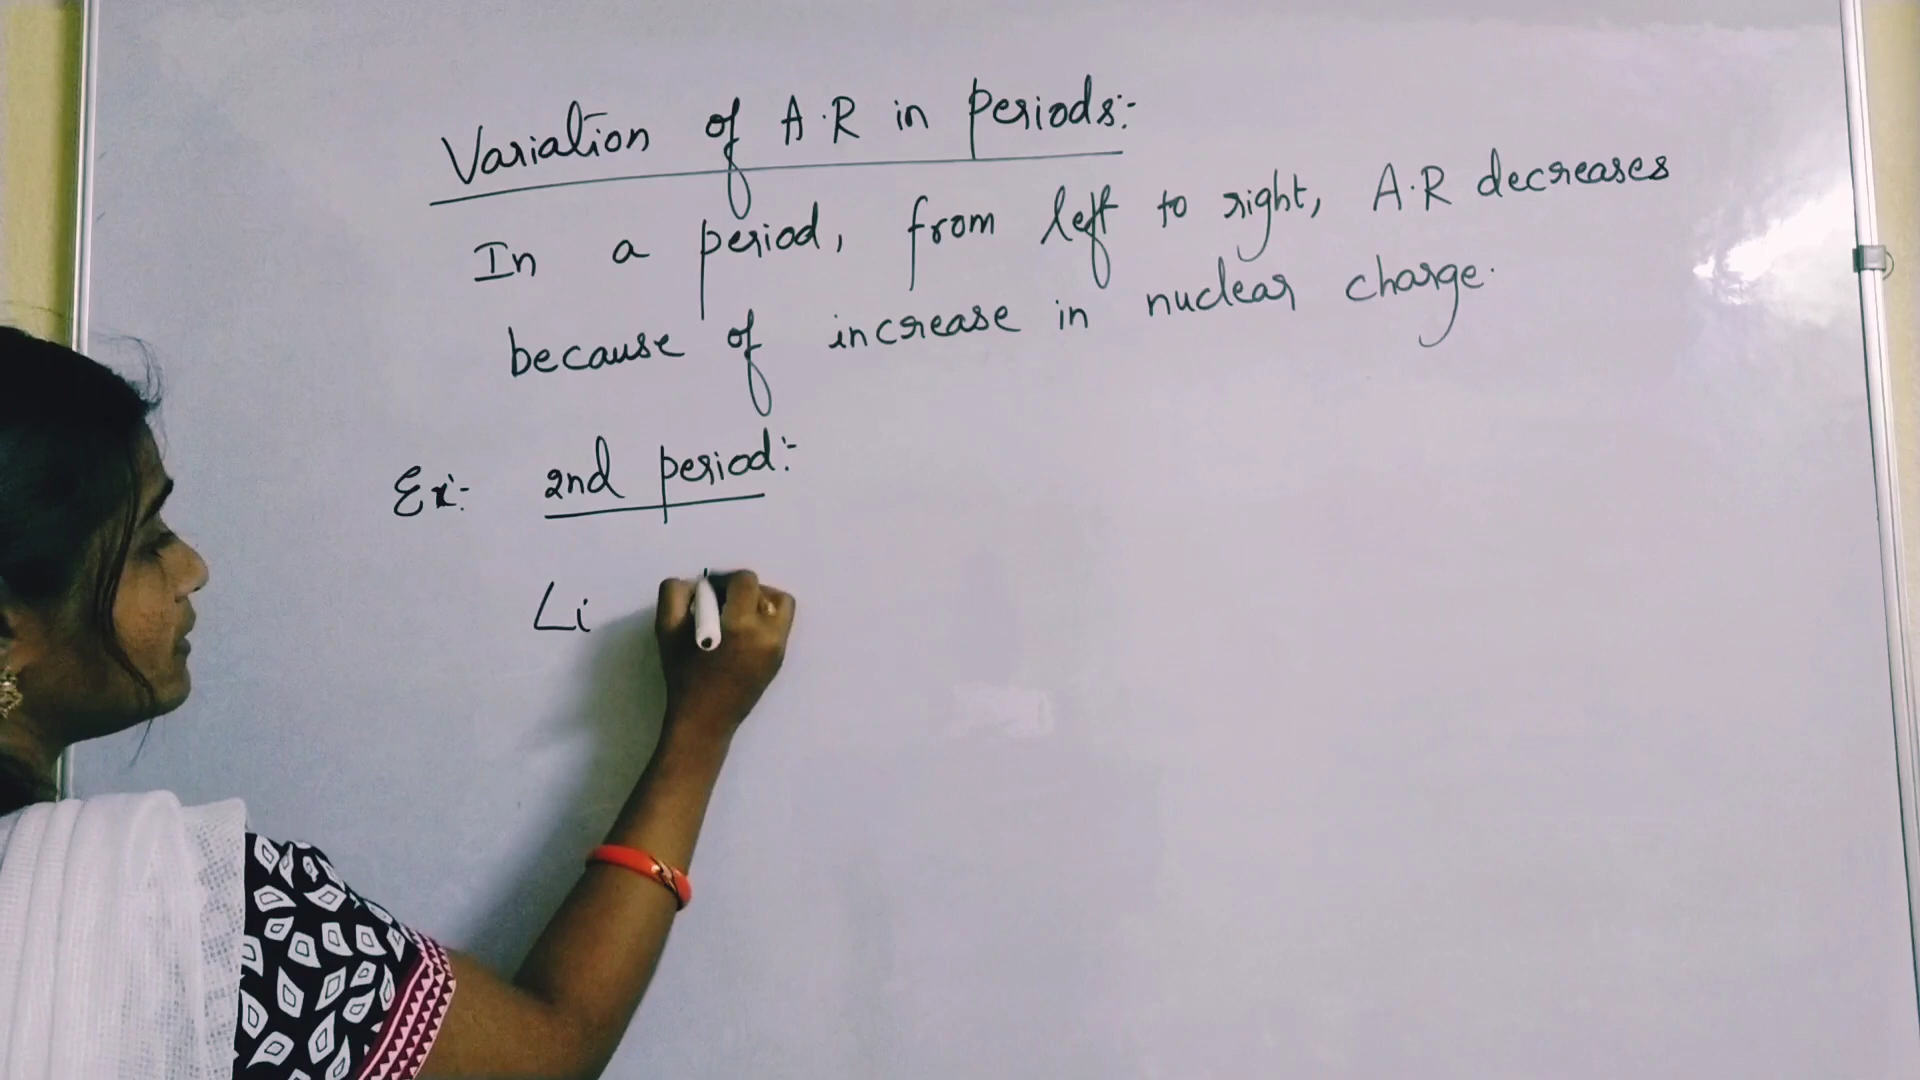 Variation of A.R in periods:-
In a period, from left to right, A.R decreases
because of increase in nuclear charge.
Ex:- 2nd period:-
Li